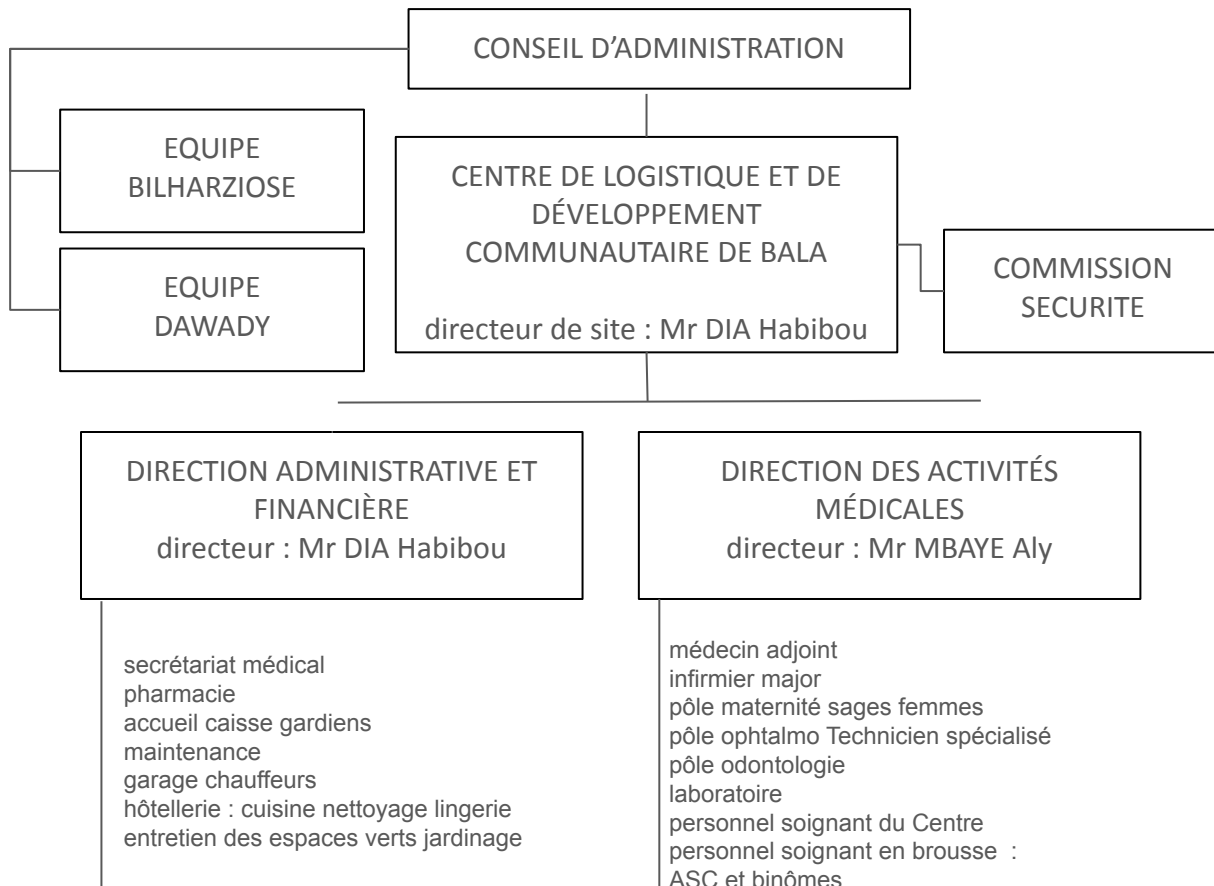 CONSEIL D’ADMINISTRATION
EQUIPE
BILHARZIOSE
EQUIPE
DAWADY
CENTRE DE LOGISTIQUE ET DE
DÉVELOPPEMENT
COMMUNAUTAIRE DE BALA
directeur de site : Mr DIA Habibou
COMMISSION
SECURITE
DIRECTION ADMINISTRATIVE ET
FINANCIÈRE
directeur : Mr DIA Habibou
secrétariat médical
pharmacie
accueil caisse gardiens
maintenance
garage chauffeurs
hôtellerie : cuisine nettoyage lingerie
entretien des espaces verts jardinage
DIRECTION DES ACTIVITÉS
MÉDICALES
directeur : Mr MBAYE Aly
médecin adjoint
infirmier major
pôle maternité sages femmes
pôle ophtalmo Technicien spécialisé
pôle odontologie
laboratoire
personnel soignant du Centre
personnel soignant en brousse :
ASC et binômes